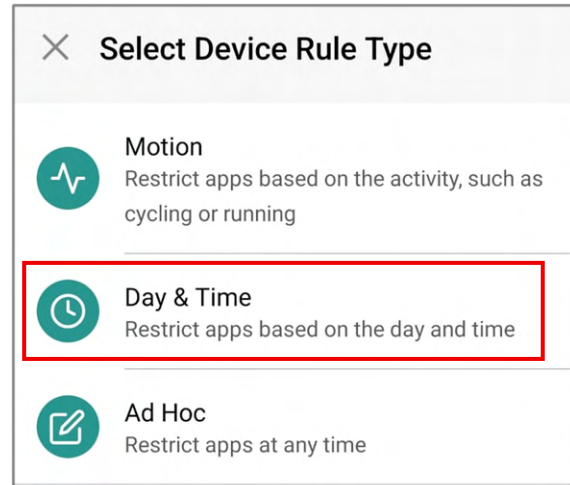 Select Device Rule Type
Motion
Restrict apps based on the activity, such as
cycling or running
Day & Time
Restrict apps based on the day and time
Ad Hoc
Restrict apps at any time